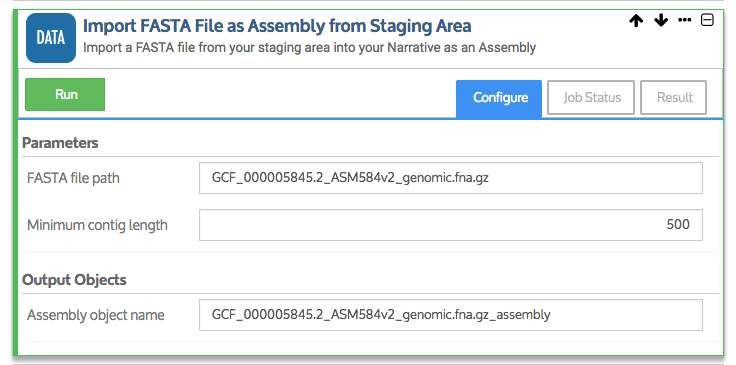 DATA
Import FASTA File as Assembly from Staging Area
Import a FASTA file from your staging area into your Narrative as an Assembly
Run
Configure
Job Status
Result
Parameters
FASTA file path
GCF_000005845.2_ASM584v2_genomic.fna.gz
Minimum contig length
500
Output Objects
Assembly object name
GCF_000005845.2_ASM584v2_genomic.fna.gz_assembly